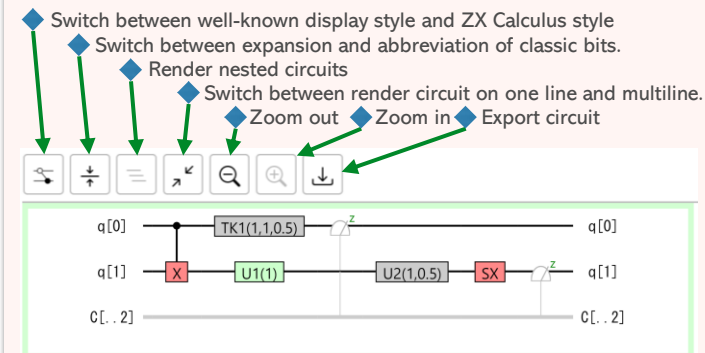 Switch between well-known display style and ZX Calculus style
Switch between expansion and abbreviation of classic bits.
Render nested circuits
Switch between render circuit on one line and multiline.
Zoom out Zoom in Export circuit
q[0] TK1(1,1,0.5) z q[0]
q[1] X U1(1) U2(1,0.5) SX z q[1]
C[..2] C[..2]